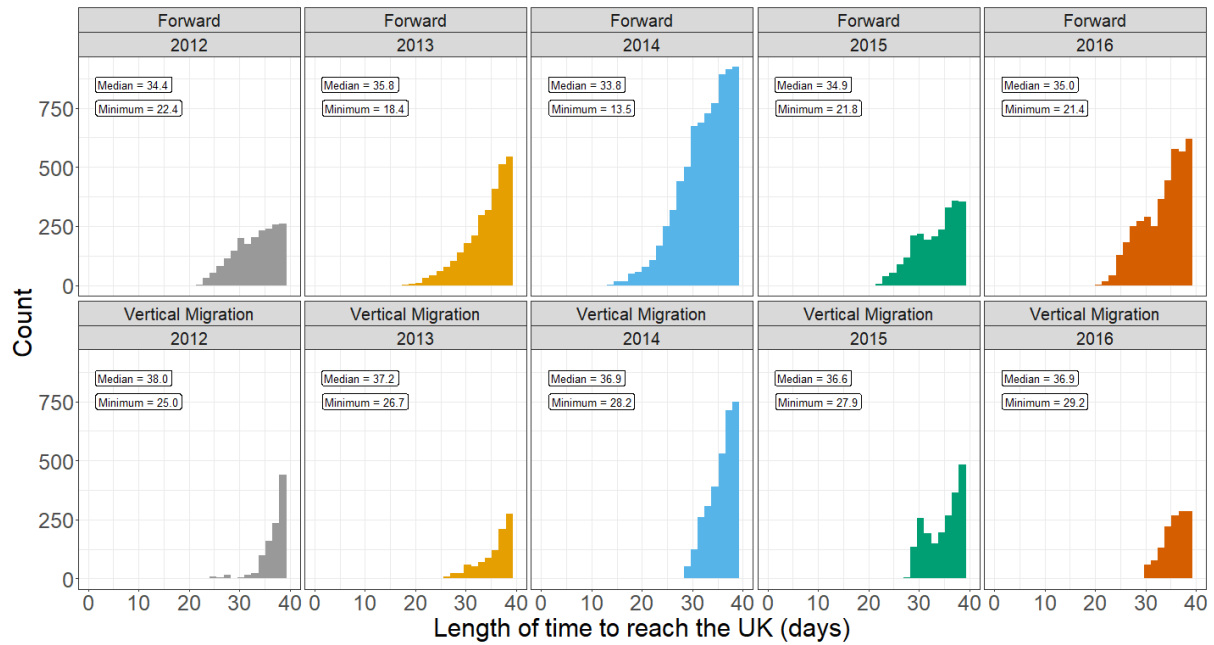 Forward Forward Forward Forward Forward
2012 2013 2014 2015 2016
Median = 34.4 Median = 35.8 Median = 33.8 Median = 34.9 Median = 35.0
Minimum = 22.4 Minimum = 18.4 Minimum = 13.5 Minimum = 21.8 Minimum = 21.4
750
500
250
0
Count
Vertical Migration Vertical Migration Vertical Migration Vertical Migration Vertical Migration
2012 2013 2014 2015 2016
Median = 38.0 Median = 37.2 Median = 36.9 Median = 36.6 Median = 36.9
Minimum = 25.0 Minimum = 26.7 Minimum = 28.2 Minimum = 27.9 Minimum = 29.2
750
500
250
0
0 10 20 30 40 0 10 20 30 40 0 10 20 30 40 0 10 20 30 40 0 10 20 30 40
Length of time to reach the UK (days)